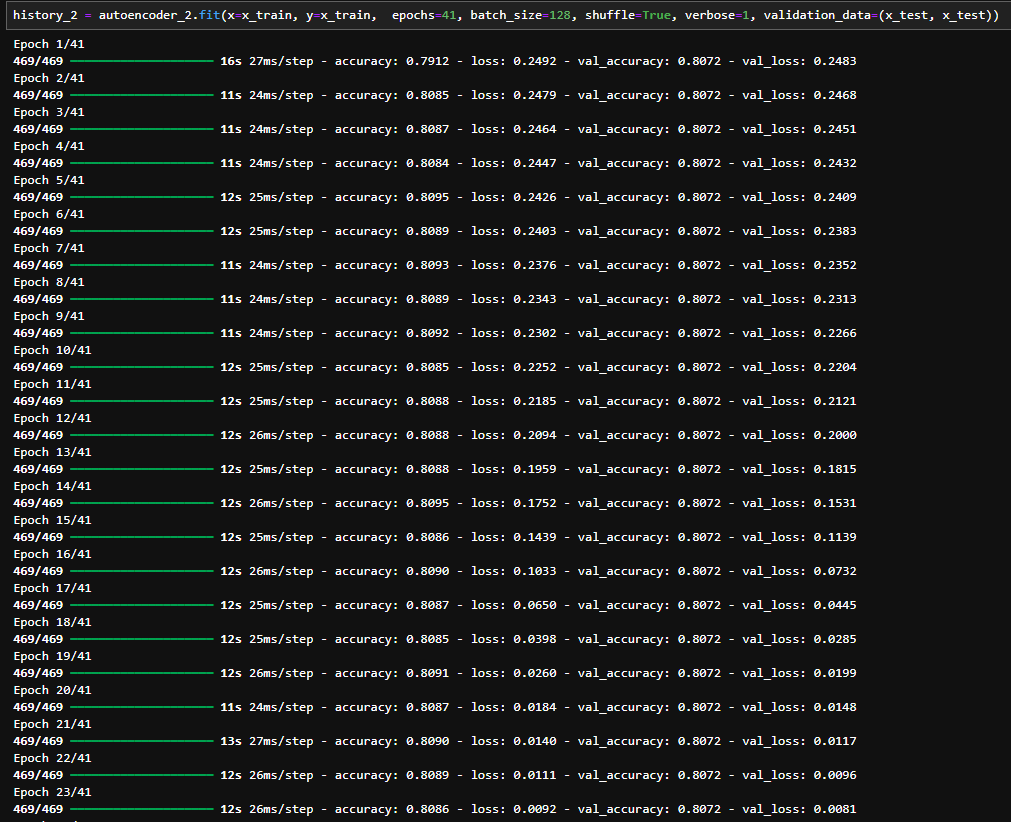 history_2 = autoencoder_2.fit(x=x_train, y=x_train,  epochs=41, batch_size=128, shuffle=True, verbose=1, validation_data=(x_test, x_test))
Epoch 1/41
469/469 16s 27ms/step - accuracy: 0.7912 - loss: 0.2492 - val_accuracy: 0.8072 - val_loss: 0.2483
Epoch 2/41
469/469 11s 24ms/step - accuracy: 0.8085 - loss: 0.2479 - val_accuracy: 0.8072 - val_loss: 0.2468
Epoch 3/41
469/469 11s 24ms/step - accuracy: 0.8087 - loss: 0.2464 - val_accuracy: 0.8072 - val_loss: 0.2451
Epoch 4/41
469/469 11s 24ms/step - accuracy: 0.8084 - loss: 0.2447 - val_accuracy: 0.8072 - val_loss: 0.2432
Epoch 5/41
469/469 12s 25ms/step - accuracy: 0.8095 - loss: 0.2426 - val_accuracy: 0.8072 - val_loss: 0.2409
Epoch 6/41
469/469 12s 25ms/step - accuracy: 0.8089 - loss: 0.2403 - val_accuracy: 0.8072 - val_loss: 0.2383
Epoch 7/41
469/469 11s 24ms/step - accuracy: 0.8093 - loss: 0.2376 - val_accuracy: 0.8072 - val_loss: 0.2352
Epoch 8/41
469/469 11s 24ms/step - accuracy: 0.8089 - loss: 0.2343 - val_accuracy: 0.8072 - val_loss: 0.2313
Epoch 9/41
469/469 11s 24ms/step - accuracy: 0.8092 - loss: 0.2302 - val_accuracy: 0.8072 - val_loss: 0.2266
Epoch 10/41
469/469 12s 25ms/step - accuracy: 0.8085 - loss: 0.2252 - val_accuracy: 0.8072 - val_loss: 0.2204
Epoch 11/41
469/469 12s 25ms/step - accuracy: 0.8088 - loss: 0.2185 - val_accuracy: 0.8072 - val_loss: 0.2121
Epoch 12/41
469/469 12s 26ms/step - accuracy: 0.8088 - loss: 0.2094 - val_accuracy: 0.8072 - val_loss: 0.2000
Epoch 13/41
469/469 12s 25ms/step - accuracy: 0.8088 - loss: 0.1959 - val_accuracy: 0.8072 - val_loss: 0.1815
Epoch 14/41
469/469 12s 26ms/step - accuracy: 0.8095 - loss: 0.1752 - val_accuracy: 0.8072 - val_loss: 0.1531
Epoch 15/41
469/469 12s 25ms/step - accuracy: 0.8086 - loss: 0.1439 - val_accuracy: 0.8072 - val_loss: 0.1139
Epoch 16/41
469/469 12s 26ms/step - accuracy: 0.8090 - loss: 0.1033 - val_accuracy: 0.8072 - val_loss: 0.0732
Epoch 17/41
469/469 12s 25ms/step - accuracy: 0.8087 - loss: 0.0650 - val_accuracy: 0.8072 - val_loss: 0.0445
Epoch 18/41
469/469 12s 25ms/step - accuracy: 0.8085 - loss: 0.0398 - val_accuracy: 0.8072 - val_loss: 0.0285
Epoch 19/41
469/469 12s 26ms/step - accuracy: 0.8091 - loss: 0.0260 - val_accuracy: 0.8072 - val_loss: 0.0199
Epoch 20/41
469/469 11s 24ms/step - accuracy: 0.8087 - loss: 0.0184 - val_accuracy: 0.8072 - val_loss: 0.0148
Epoch 21/41
469/469 13s 27ms/step - accuracy: 0.8090 - loss: 0.0140 - val_accuracy: 0.8072 - val_loss: 0.0117
Epoch 22/41
469/469 12s 26ms/step - accuracy: 0.8089 - loss: 0.0111 - val_accuracy: 0.8072 - val_loss: 0.0096
Epoch 23/41
469/469 12s 26ms/step - accuracy: 0.8086 - loss: 0.0092 - val_accuracy: 0.8072 - val_loss: 0.0081